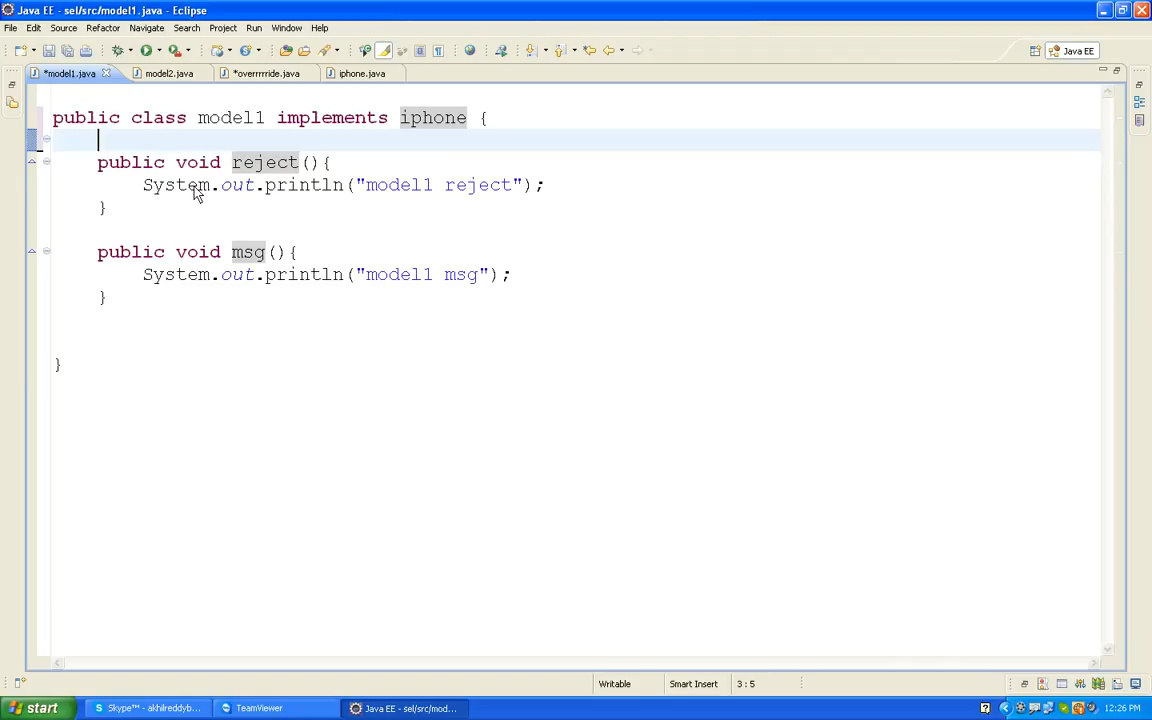 Java EE - sel/src/model1.java - Eclipse
File Edit Source Refactor Navigate Search Project Run Window Help
Java EE
*model1.java model2.java *overrrrride.java iphone.java
public class model1 implements iphone {
public void reject(){
System.out.println("model1 reject");
}
public void msg(){
System.out.println("model1 msg");
}
}
Writable Smart Insert 3 : 5
start Skype™ - akhilreddyb... TeamViewer Java EE - sel/src/mod... 12:26 PM